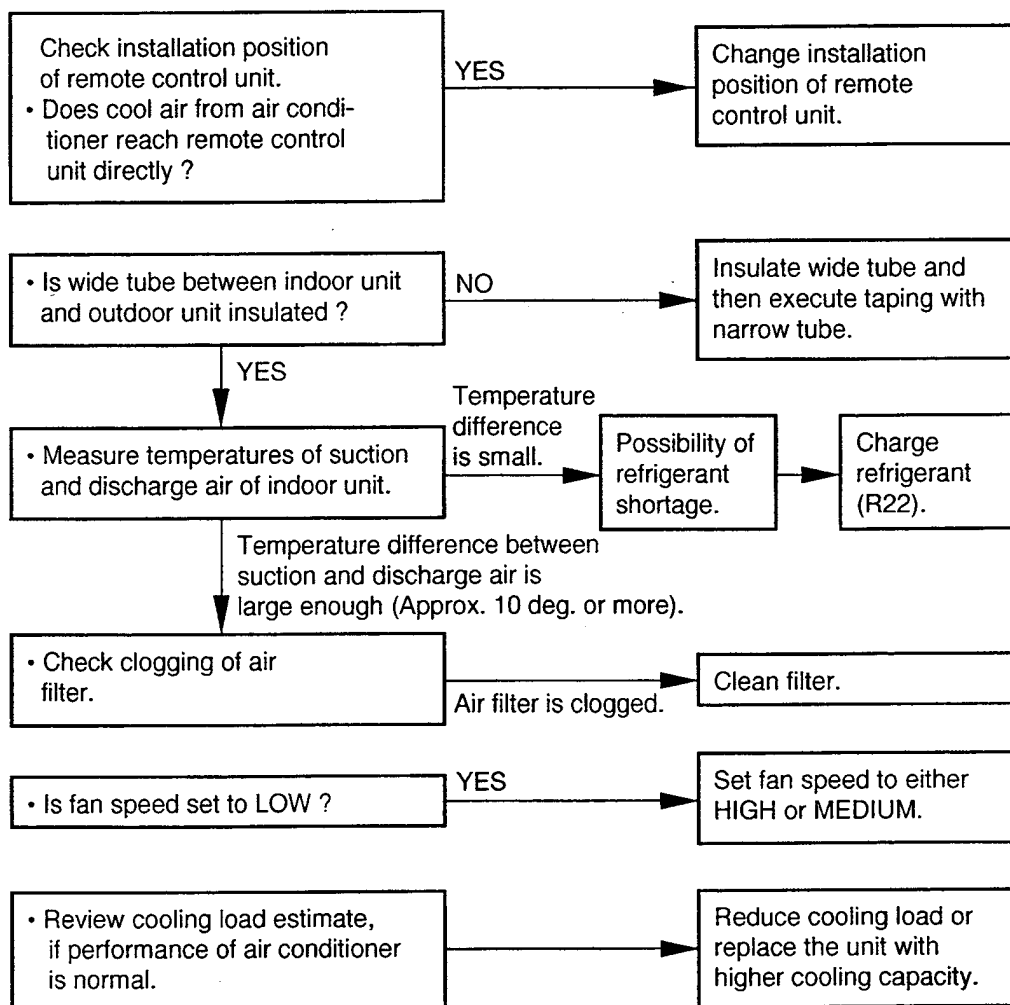 Check installation position
of remote control unit.
• Does cool air from air condi-
tioner reach remote control
unit directly ?
YES
Change installation
position of remote
control unit.
• Is wide tube between indoor unit
and outdoor unit insulated ?
NO
Insulate wide tube and
then execute taping with
narrow tube.
YES
• Measure temperatures of suction
and discharge air of indoor unit.
Temperature
difference
is small.
Possibility of
refrigerant
shortage.
Charge
refrigerant
(R22).
Temperature difference between
suction and discharge air is
large enough (Approx. 10 deg. or more).
• Check clogging of air
filter.
Air filter is clogged.
Clean filter.
• Is fan speed set to LOW ?
YES
Set fan speed to either
HIGH or MEDIUM.
• Review cooling load estimate,
if performance of air conditioner
is normal.
Reduce cooling load or
replace the unit with
higher cooling capacity.